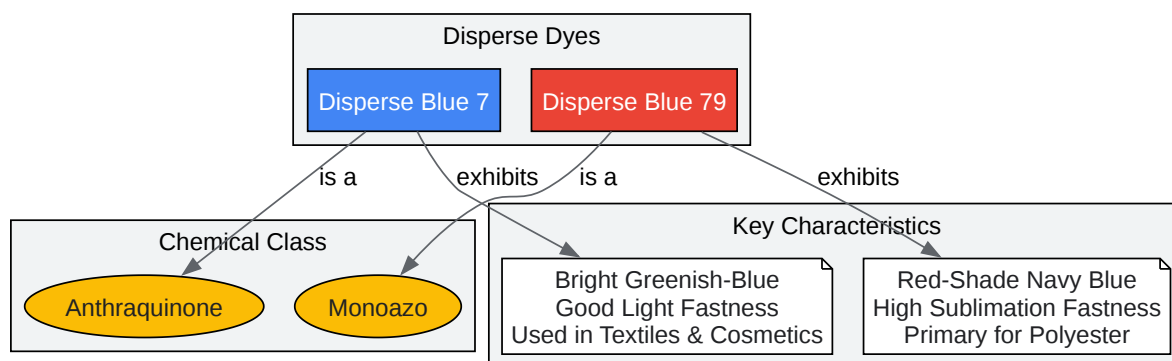 Disperse Dyes
Disperse Blue 7
Disperse Blue 79
is a
exhibits
is a
exhibits
Chemical Class
Anthraquinone
Monoazo
Key Characteristics
Bright Greenish-Blue
Good Light Fastness
Used in Textiles & Cosmetics
Red-Shade Navy Blue
High Sublimation Fastness
Primary for Polyester